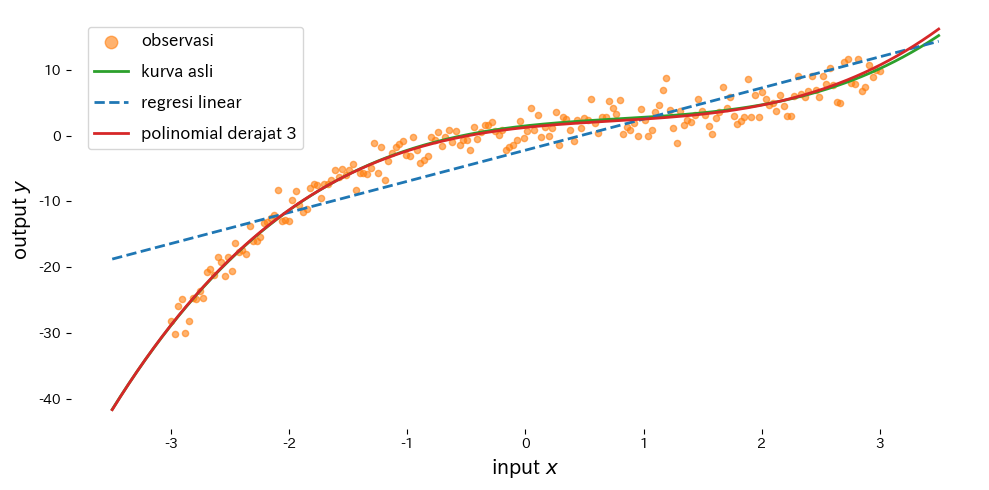 observasi
kurva asli
regresi linear
polinomial derajat 3
output y
10
0
-10
-20
-30
-40
-3
-2
-1
0
1
2
3
input x